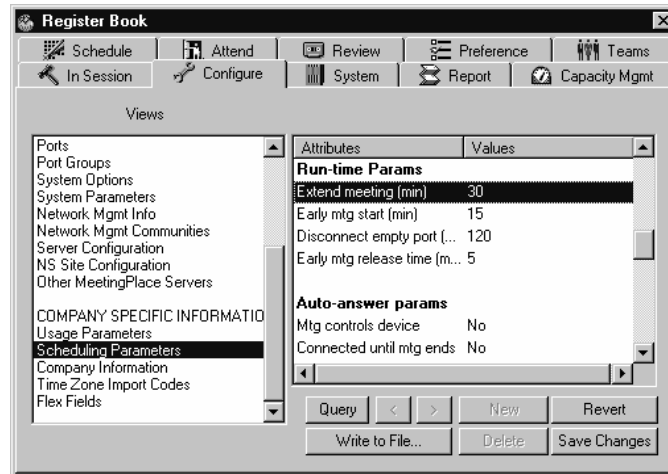 Register Book
Schedule Attend Review Preference Teams
In Session Configure System Report Capacity Mgmt
Views
Ports
Port Groups
System Options
System Parameters
Network Mgmt Info
Network Mgmt Communities
Server Configuration
NS Site Configuration
Other MeetingPlace Servers
COMPANY SPECIFIC INFORMATIO
Usage Parameters
Scheduling Parameters
Company Information
Time Zone Import Codes
Flex Fields
Attributes Values
Run-time Params
Extend meeting (min) 30
Early mtg start (min) 15
Disconnect empty port (... 120
Early mtg release time (m... 5
Auto-answer params
Mtg controls device No
Connected until mtg ends No
Query < > New Revert
Write to File... Delete Save Changes